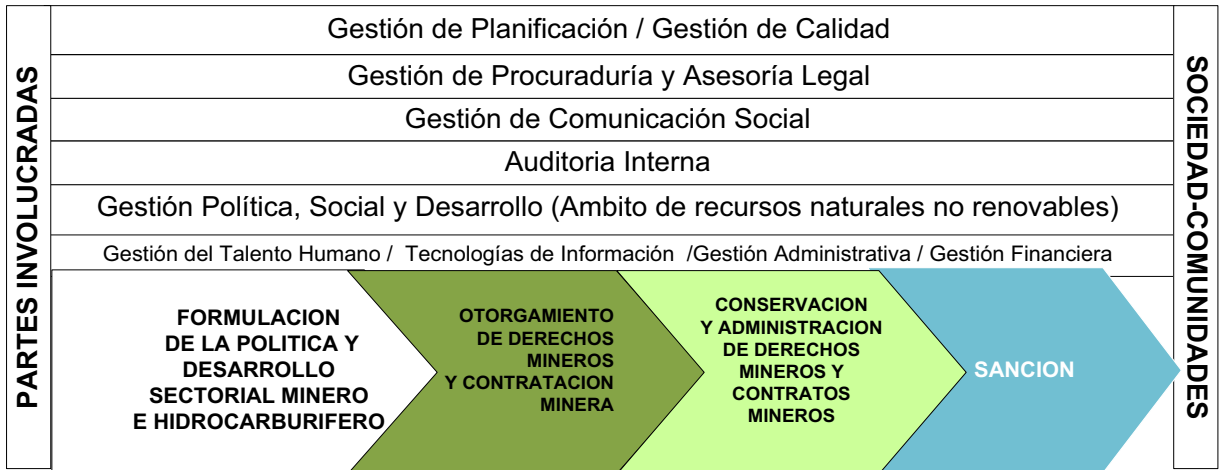 PARTES INVOLUCRADAS
Gestión de Planificación / Gestión de Calidad
Gestión de Procuraduría y Asesoría Legal
Gestión de Comunicación Social
Auditoria Interna
Gestión Política, Social y Desarrollo (Ambito de recursos naturales no renovables)
Gestión del Talento Humano / Tecnologías de Información /Gestión Administrativa / Gestión Financiera
FORMULACION
DE LA POLITICA Y
DESARROLLO
SECTORIAL MINERO
E HIDROCARBURIFERO
OTORGAMIENTO
DE DERECHOS
MINEROS
Y CONTRATACION
MINERA
CONSERVACION
Y ADMINISTRACION
DE DERECHOS
MINEROS Y
CONTRATOS
MINEROS
SANCION
SOCIEDAD-COMUNIDADES